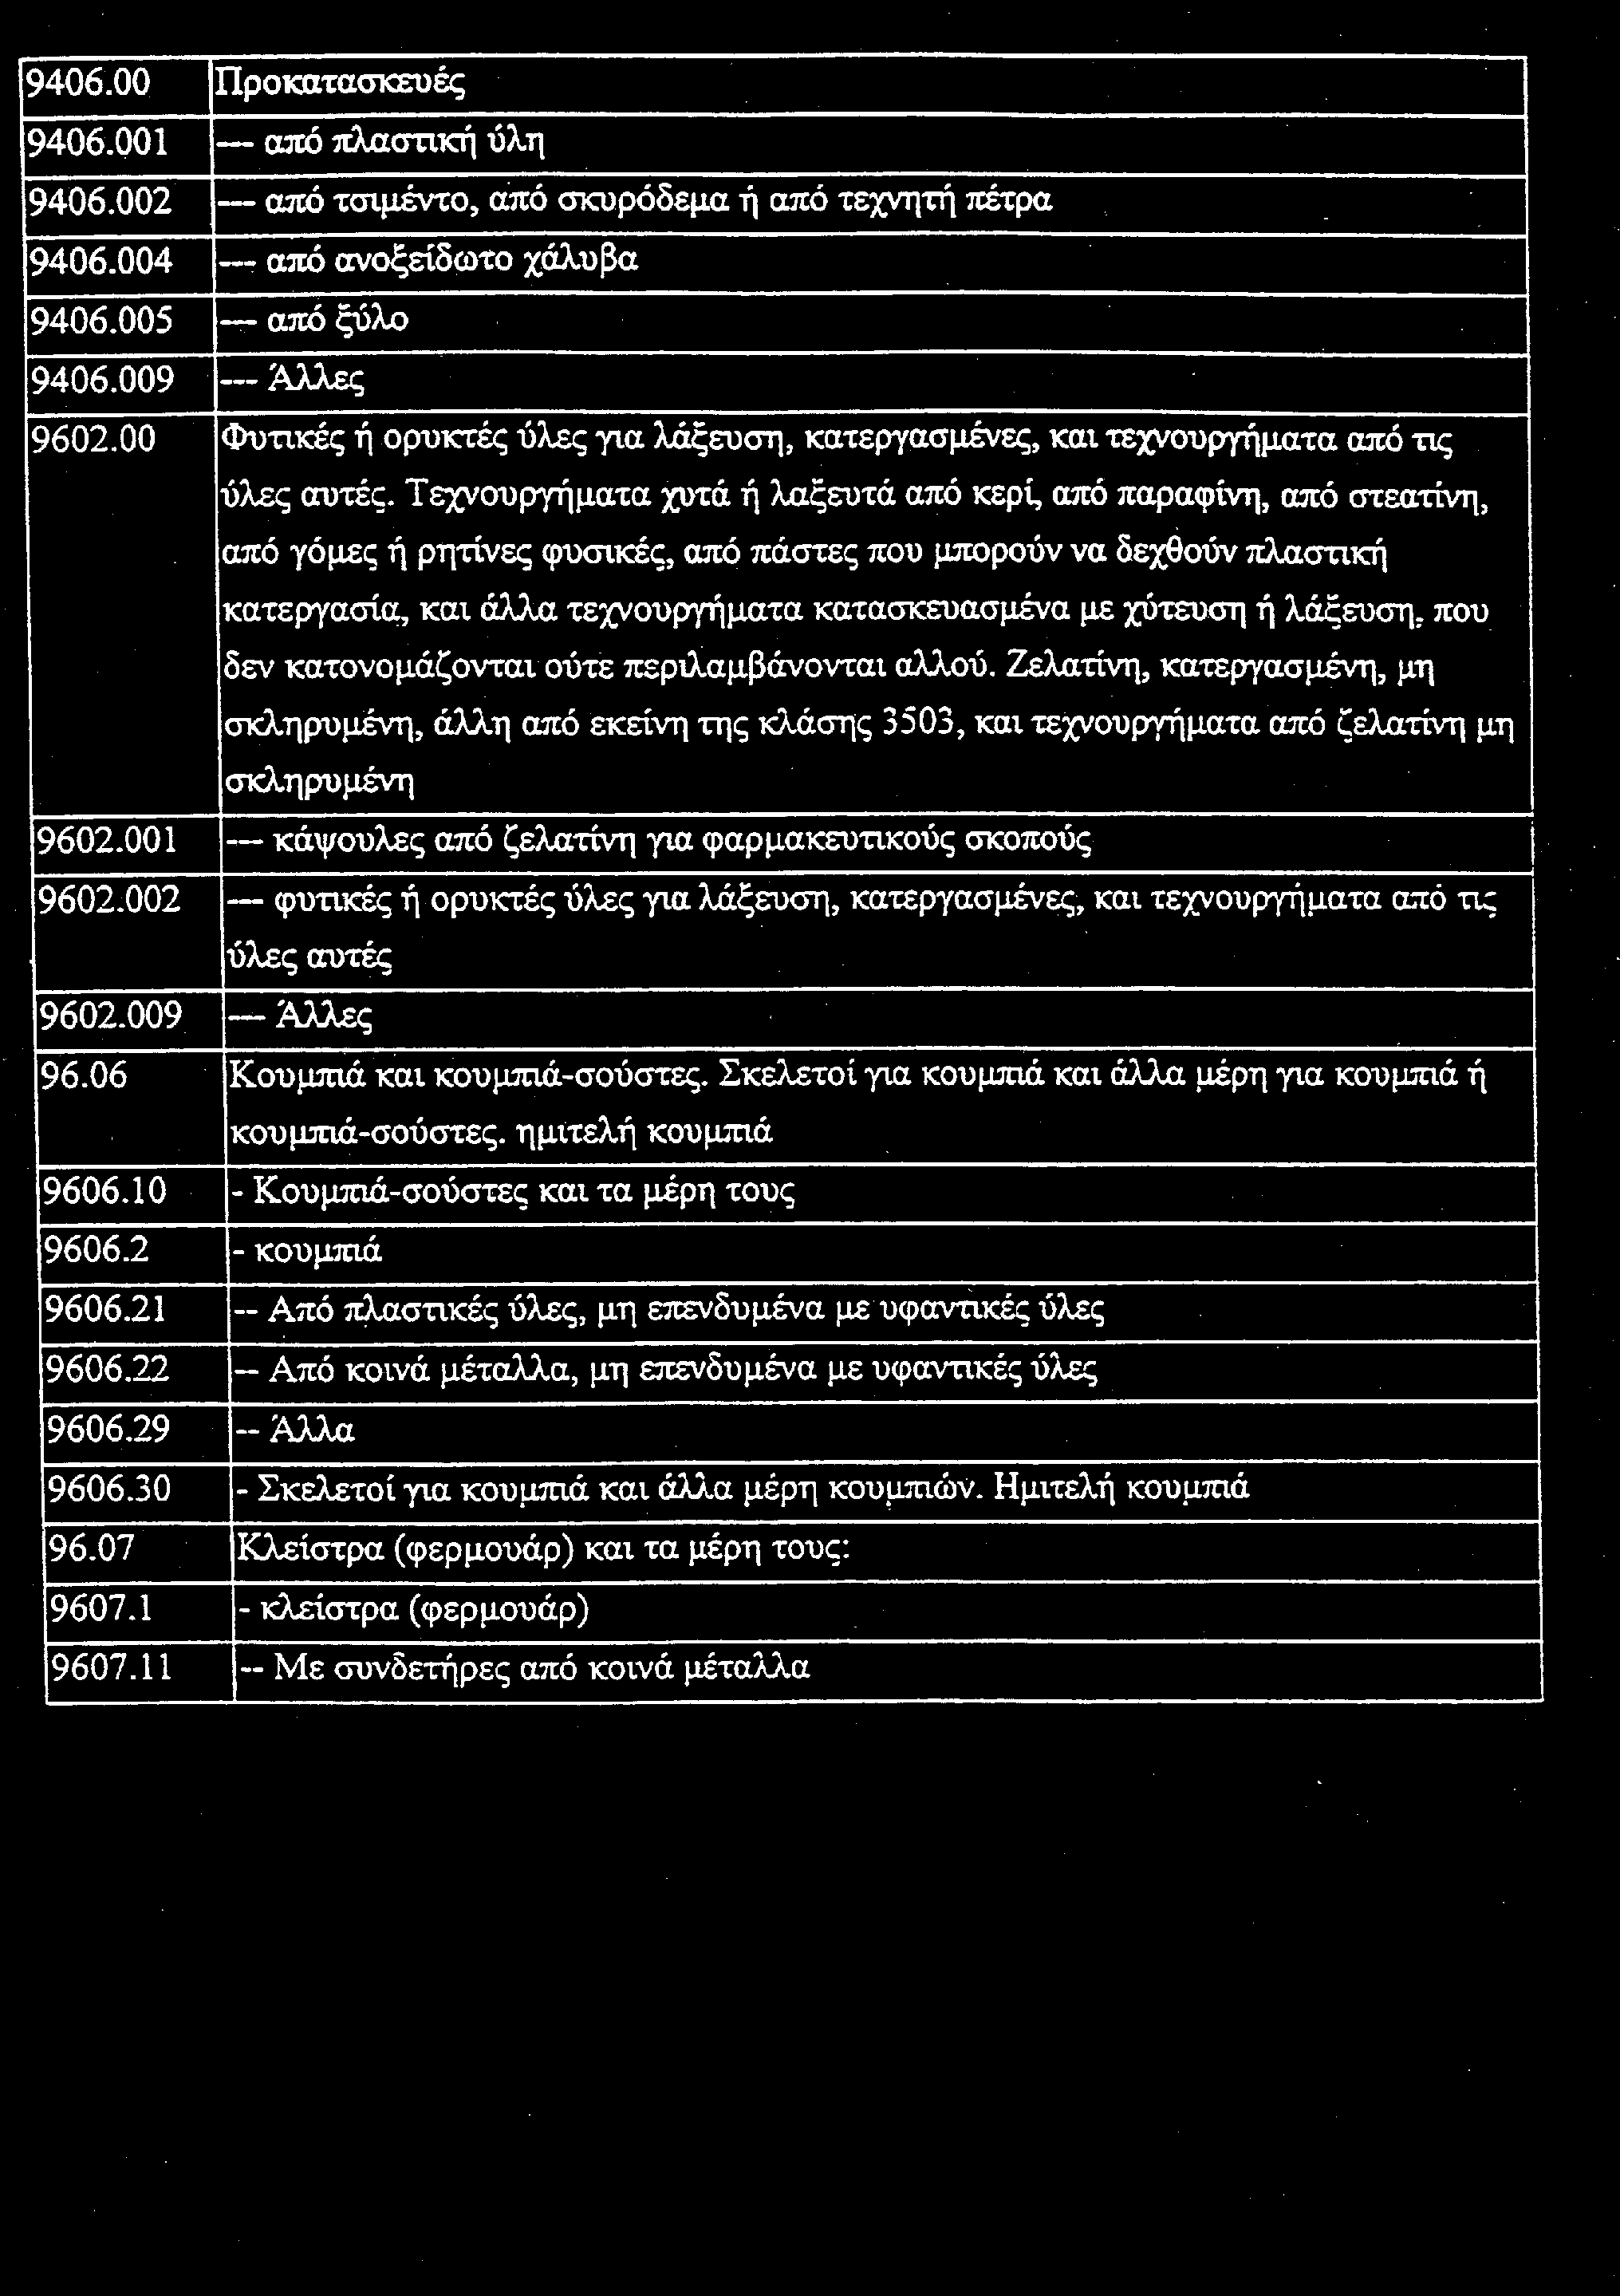 9406.00 Προκατασκευές
9406.001 --- από πλαστική ύλη
9406.002 --- από τσιμέντο, από σκυρόδεμα ή από τεχνητή πέτρα
9406.004 --- από ανοξείδωτο χάλυβα
9406.005 --- από ξύλο
9406.009 --- Άλλες
9602.00 Φυτικές ή ορυκτές ύλες για λάξευση, κατεργασμένες, και τεχνουργήματα από τις
ύλες αυτές. Τεχνουργήματα χυτά ή λαξευτά από κερί, από παραφίνη, από στεατίνη,
από γόμες ή ρητίνες φυσικές, από πάστες που μπορούν να δεχθούν πλαστική
κατεργασία, και άλλα τεχνουργήματα κατασκευασμένα με χύτευση ή λάξευση, που
δεν κατονομάζονται ούτε περιλαμβάνονται αλλού. Ζελατίνη, κατεργασμένη, μη
σκληρυμένη, άλλη από εκείνη της κλάσης 3503, και τεχνουργήματα από ζελατίνη μη
σκληρυμένη
9602.001 --- κάψουλες από ζελατίνη για φαρμακευτικούς σκοπούς
9602.002 --- φυτικές ή ορυκτές ύλες για λάξευση, κατεργασμένες, και τεχνουργήματα από τις
ύλες αυτές
9602.009 --- Άλλες
96.06 Κουμπιά και κουμπιά-σούστες. Σκελετοί για κουμπιά και άλλα μέρη για κουμπιά ή
κουμπιά-σούστες. ημιτελή κουμπιά
9606.10 - Κουμπιά-σούστες και τα μέρη τους
9606.2 - κουμπιά
9606.21 -- Από πλαστικές ύλες, μη επενδυμένα με υφαντικές ύλες
9606.22 -- Από κοινά μέταλλα, μη επενδυμένα με υφαντικές ύλες
9606.29 -- Άλλα
9606.30 - Σκελετοί για κουμπιά και άλλα μέρη κουμπιών. Ημιτελή κουμπιά
96.07 Κλείστρα (φερμουάρ) και τα μέρη τους:
9607.1 - κλείστρα (φερμουάρ)
9607.11 -- Με συνδετήρες από κοινά μέταλλα